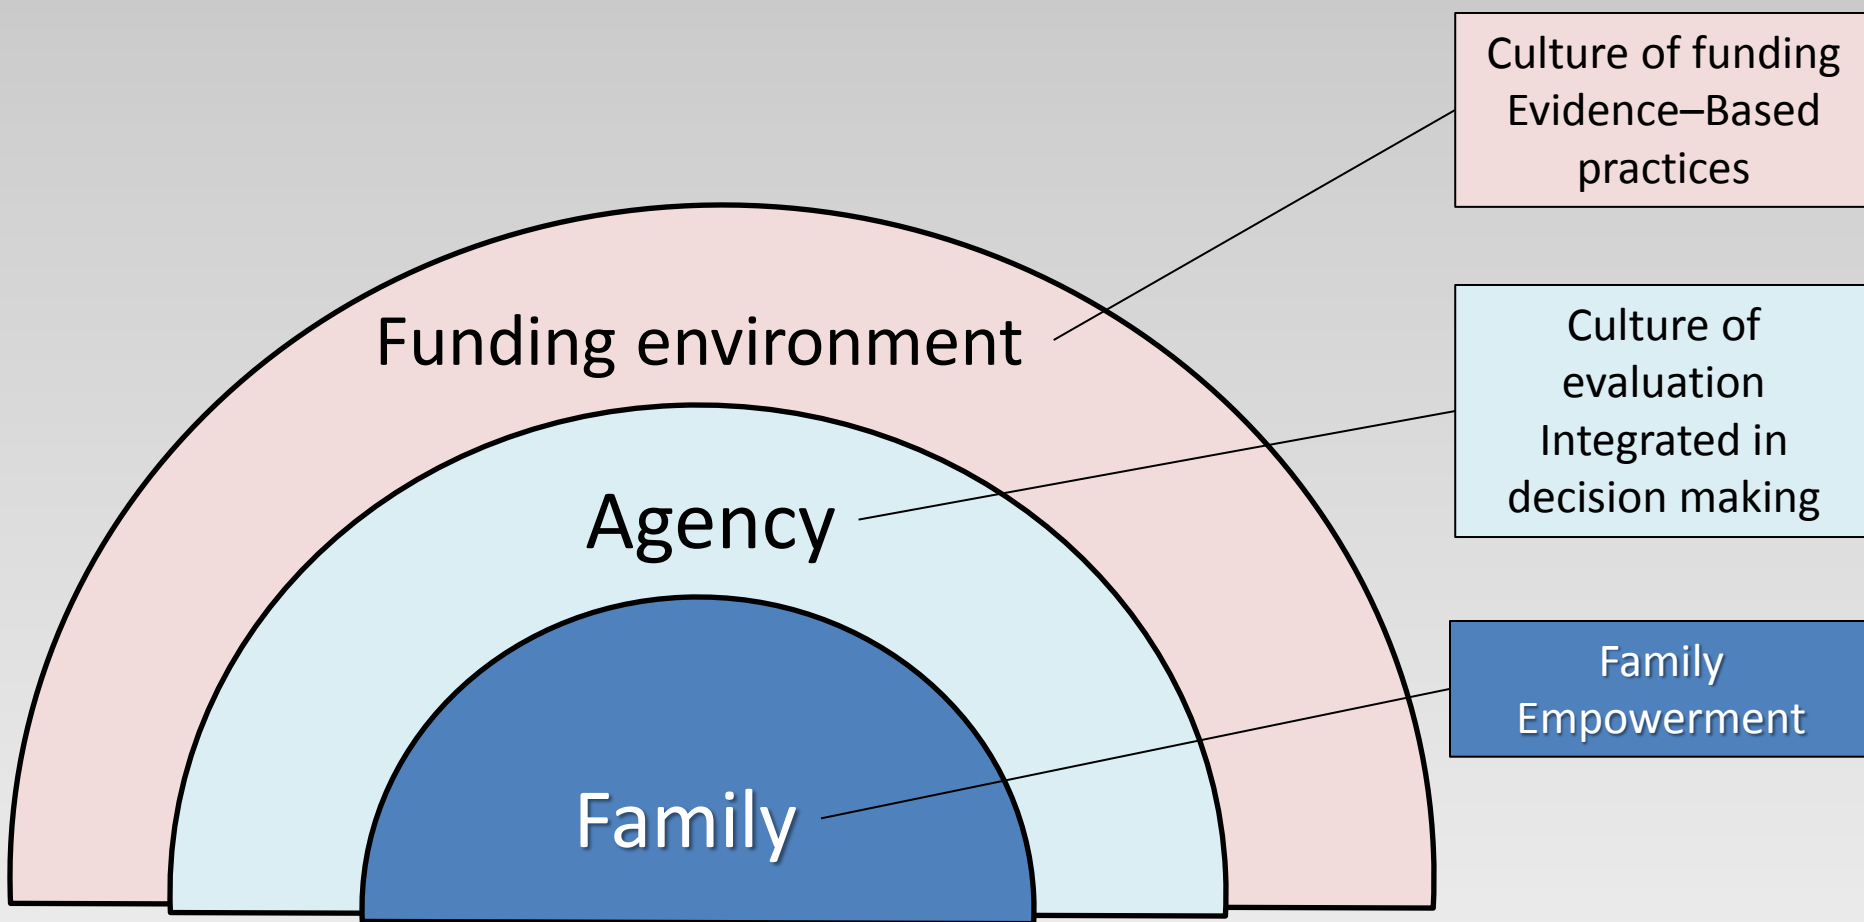 Culture of funding
Evidence–Based
practices
Funding environment
Culture of
evaluation
Integrated in
decision making
Agency
Family
Empowerment
Family